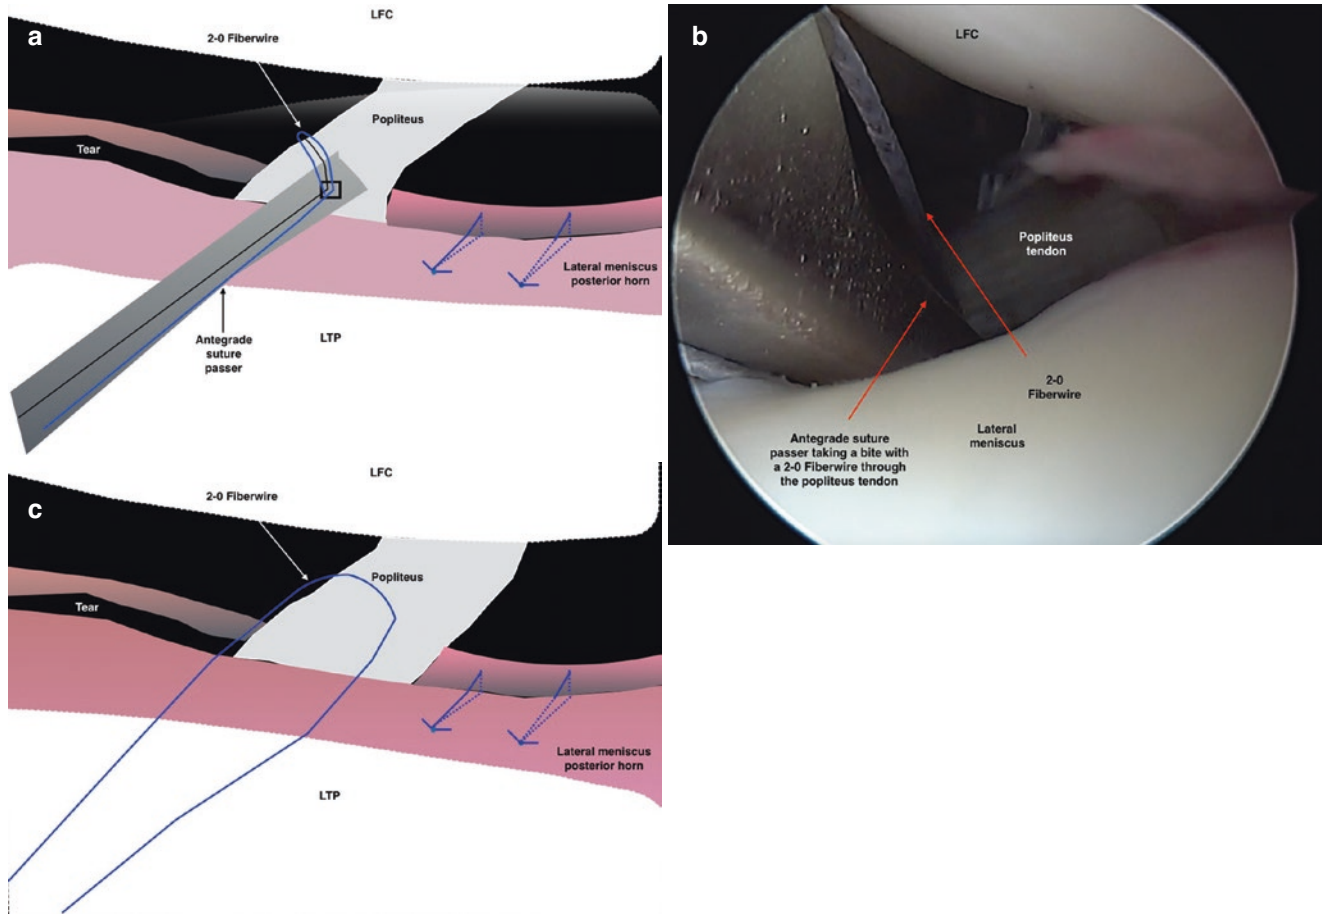 a
LFC
2-0 Fiberwire
Popliteus
Tear
Lateral meniscus
posterior horn
LTP
Antegrade
suture
passer
b
LFC
Popliteus
tendon
2-0
Fiberwire
Lateral
meniscus
Antegrade suture
passer taking a bite with
a 2-0 Fiberwire through
the popliteus tendon
c
LFC
2-0 Fiberwire
Popliteus
Tear
Lateral meniscus
posterior horn
LTP